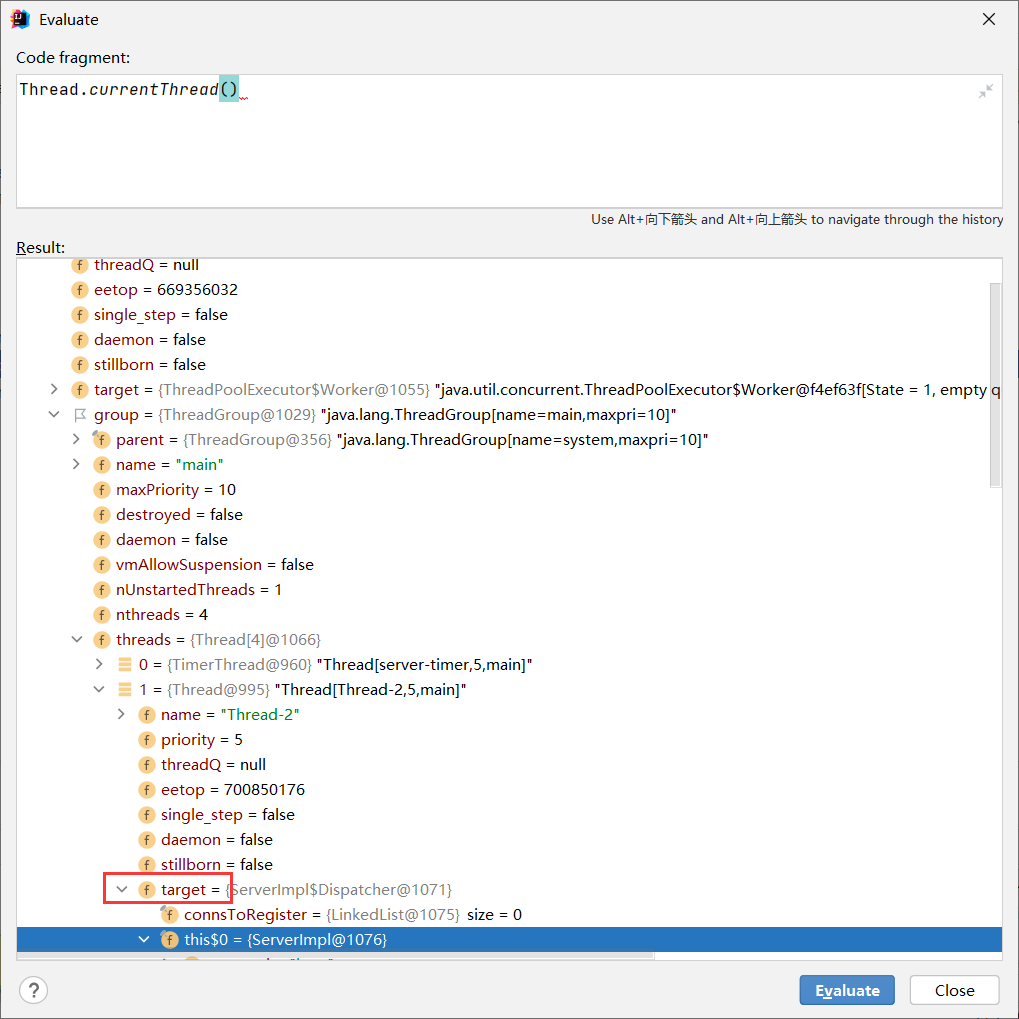 Evaluate
Code fragment:
Thread.currentThread()
Use Alt+向下箭头 and Alt+向上箭头 to navigate through the history
Result:
threadQ = null
eetop = 669356032
single_step = false
daemon = false
stillborn = false
target = {ThreadPoolExecutor$Worker@1055} "java.util.concurrent.ThreadPoolExecutor$Worker@f4ef63f[State = 1, empty q
group = {ThreadGroup@1029} "java.lang.ThreadGroup[name=main,maxpri=10]"
parent = {ThreadGroup@356} "java.lang.ThreadGroup[name=system,maxpri=10]"
name = "main"
maxPriority = 10
destroyed = false
daemon = false
vmAllowSuspension = false
nUnstartedThreads = 1
nthreads = 4
threads = {Thread[4]@1066}
0 = {TimerThread@960} "Thread[server-timer,5,main]"
1 = {Thread@995} "Thread[Thread-2,5,main]"
name = "Thread-2"
priority = 5
threadQ = null
eetop = 700850176
single_step = false
daemon = false
stillborn = false
target = {ServerImpl$Dispatcher@1071}
connsToRegister = {LinkedList@1075} size = 0
this$0 = {ServerImpl@1076}
? Evaluate Close